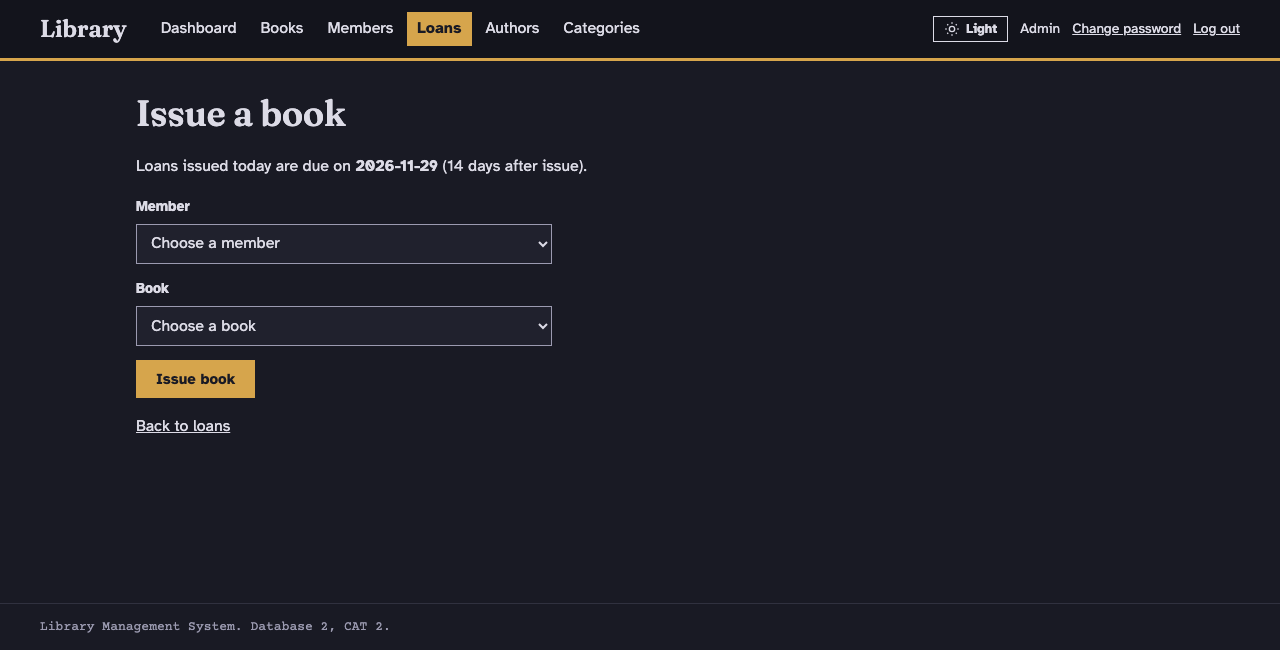 Library Dashboard Books Members Loans Authors Categories Light Admin Change password Log out
Issue a book
Loans issued today are due on 2026-11-29 (14 days after issue).
Member
Choose a member
Book
Choose a book
Issue book
Back to loans
Library Management System. Database 2, CAT 2.